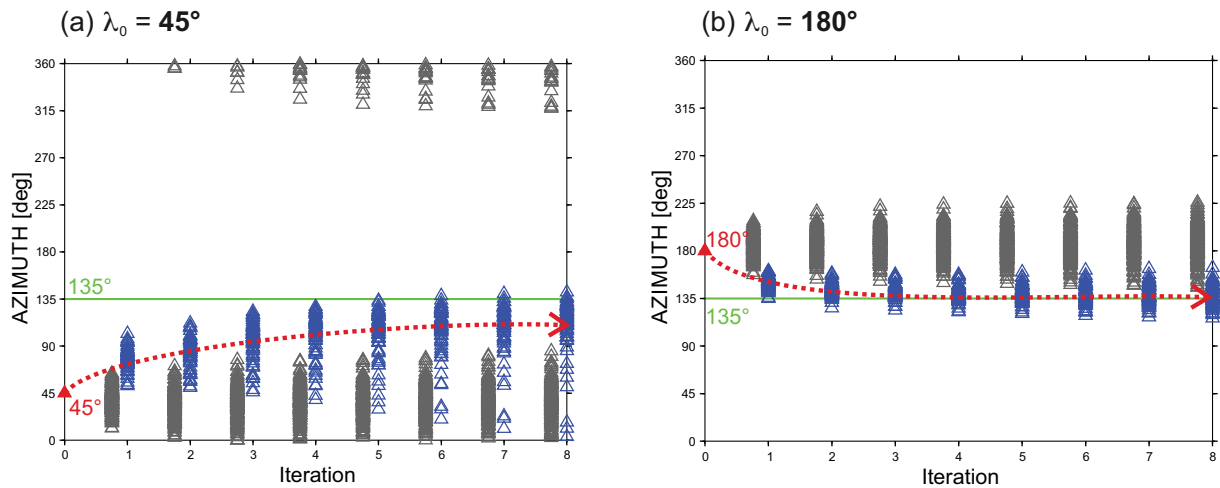 (a) λ₀ = 45°
AZIMUTH [deg]
360
315
270
225
180
135
90
45
0
135°
45°
0 1 2 3 4 5 6 7 8
Iteration
(b) λ₀ = 180°
AZIMUTH [deg]
360
315
270
225
180
135
90
45
0
180°
135°
0 1 2 3 4 5 6 7 8
Iteration